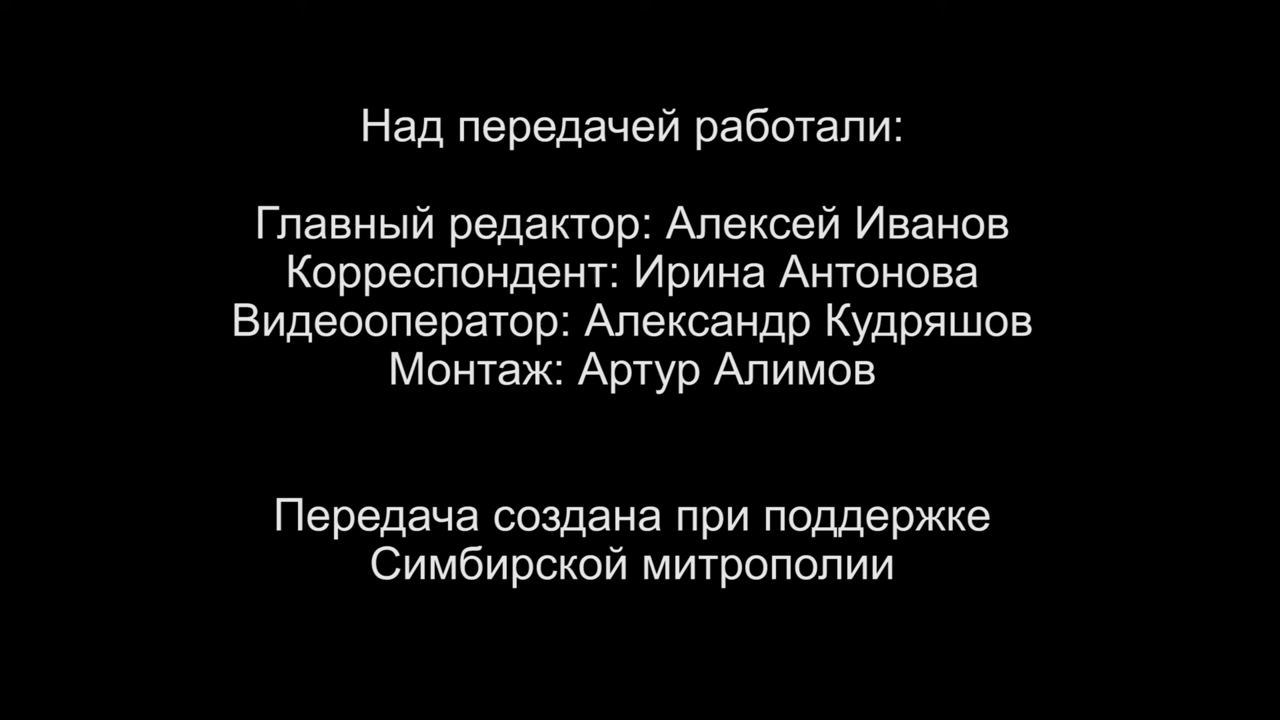 Над передачей работали:
Главный редактор: Алексей Иванов
Корреспондент: Ирина Антонова
Видеооператор: Александр Кудряшов
Монтаж: Артур Алимов
Передача создана при поддержке
Симбирской митрополии